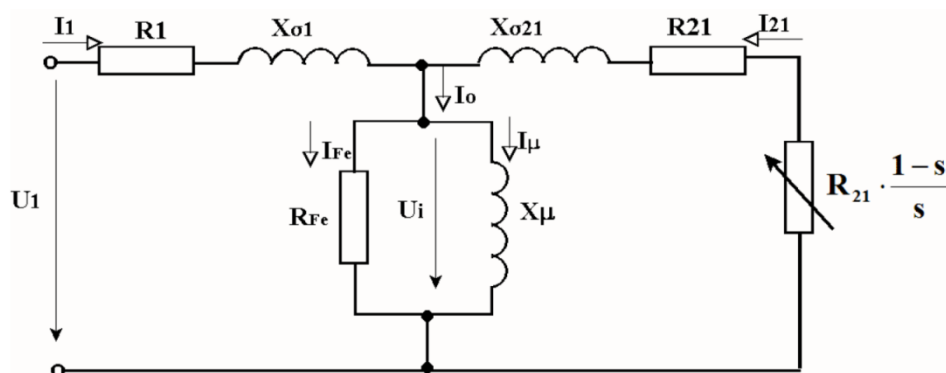 I1 R1 Xσ1 Xσ21 R21 I21
Io
IFe Iμ
U1 RFe Ui Xμ R21 · 1-s
s